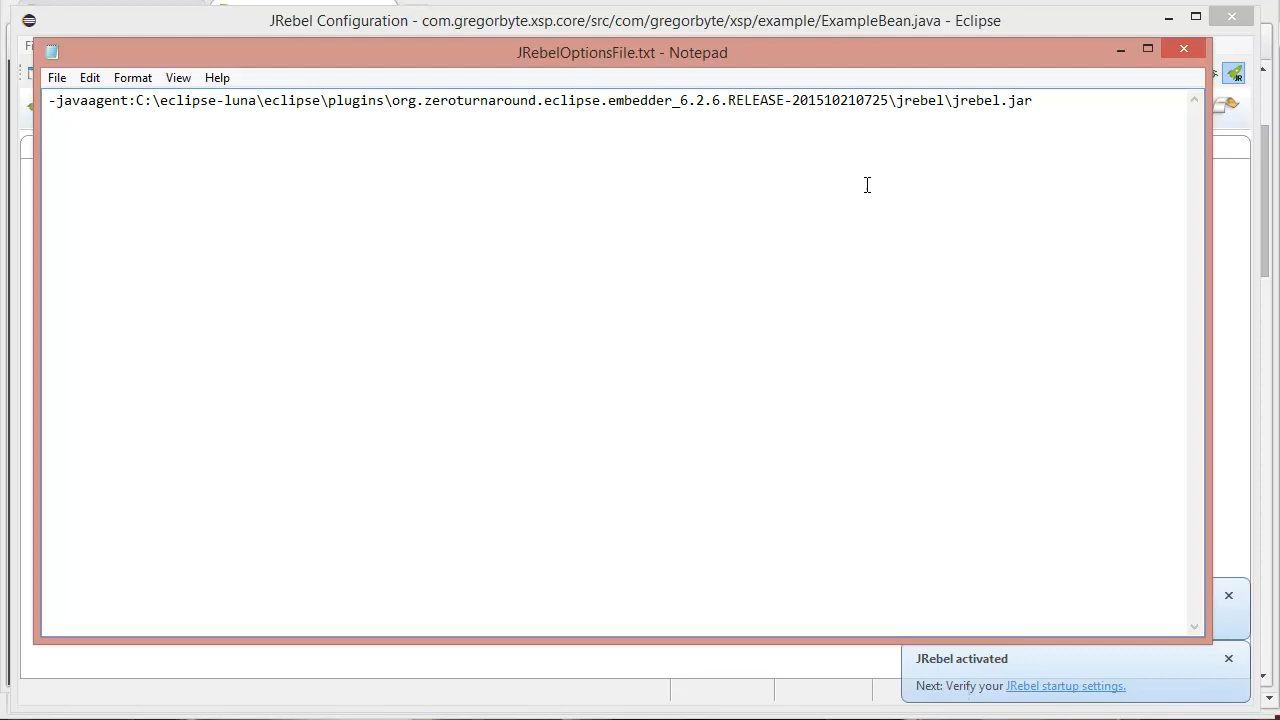 JRebel Configuration - com.gregorbyte.xsp.core/src/com/gregorbyte/xsp/example/ExampleBean.java - Eclipse
JRebelOptionsFile.txt - Notepad
File Edit Format View Help
-javaagent:C:\eclipse-luna\eclipse\plugins\org.zeroturnaround.eclipse.embedder_6.2.6.RELEASE-201510210725\jrebel\jrebel.jar
JRebel activated
Next: Verify your JRebel startup settings.